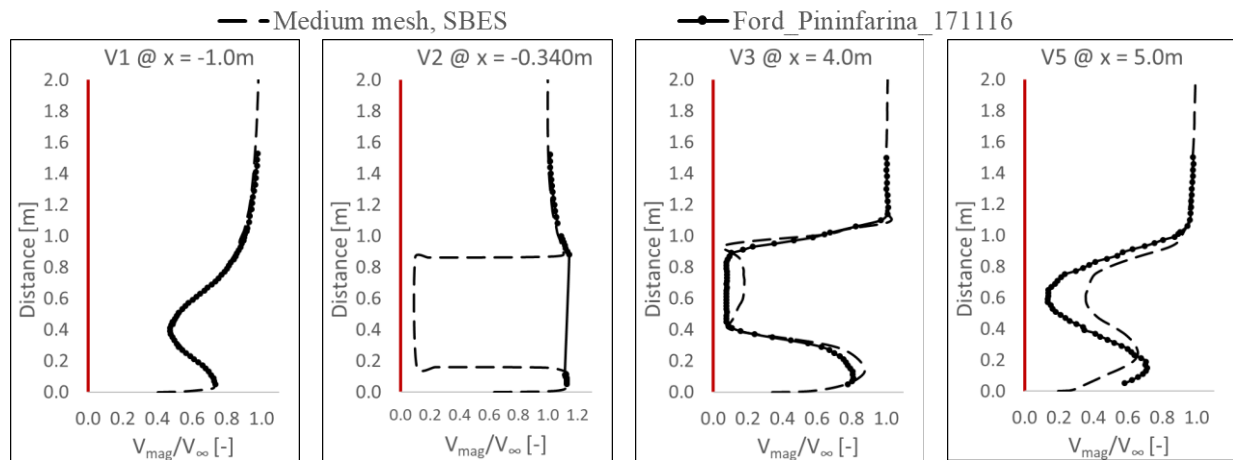 Medium mesh, SBES
Ford_Pininfarina_171116
V1 @ x = -1.0m
2.0
1.8
1.6
1.4
1.2
1.0
0.8
0.6
0.4
0.2
0.0
Distance [m]
0.0 0.2 0.4 0.6 0.8 1.0
Vmag/V∞ [-]
V2 @ x = -0.340m
2.0
1.8
1.6
1.4
1.2
1.0
0.8
0.6
0.4
0.2
0.0
Distance [m]
0.0 0.2 0.4 0.6 0.8 1.0 1.2
Vmag/V∞ [-]
V3 @ x = 4.0m
2.0
1.8
1.6
1.4
1.2
1.0
0.8
0.6
0.4
0.2
0.0
Distance [m]
0.0 0.2 0.4 0.6 0.8 1.0
Vmag/V∞ [-]
V5 @ x = 5.0m
2.0
1.8
1.6
1.4
1.2
1.0
0.8
0.6
0.4
0.2
0.0
Distance [m]
0.0 0.2 0.4 0.6 0.8 1.0
Vmag/V∞ [-]